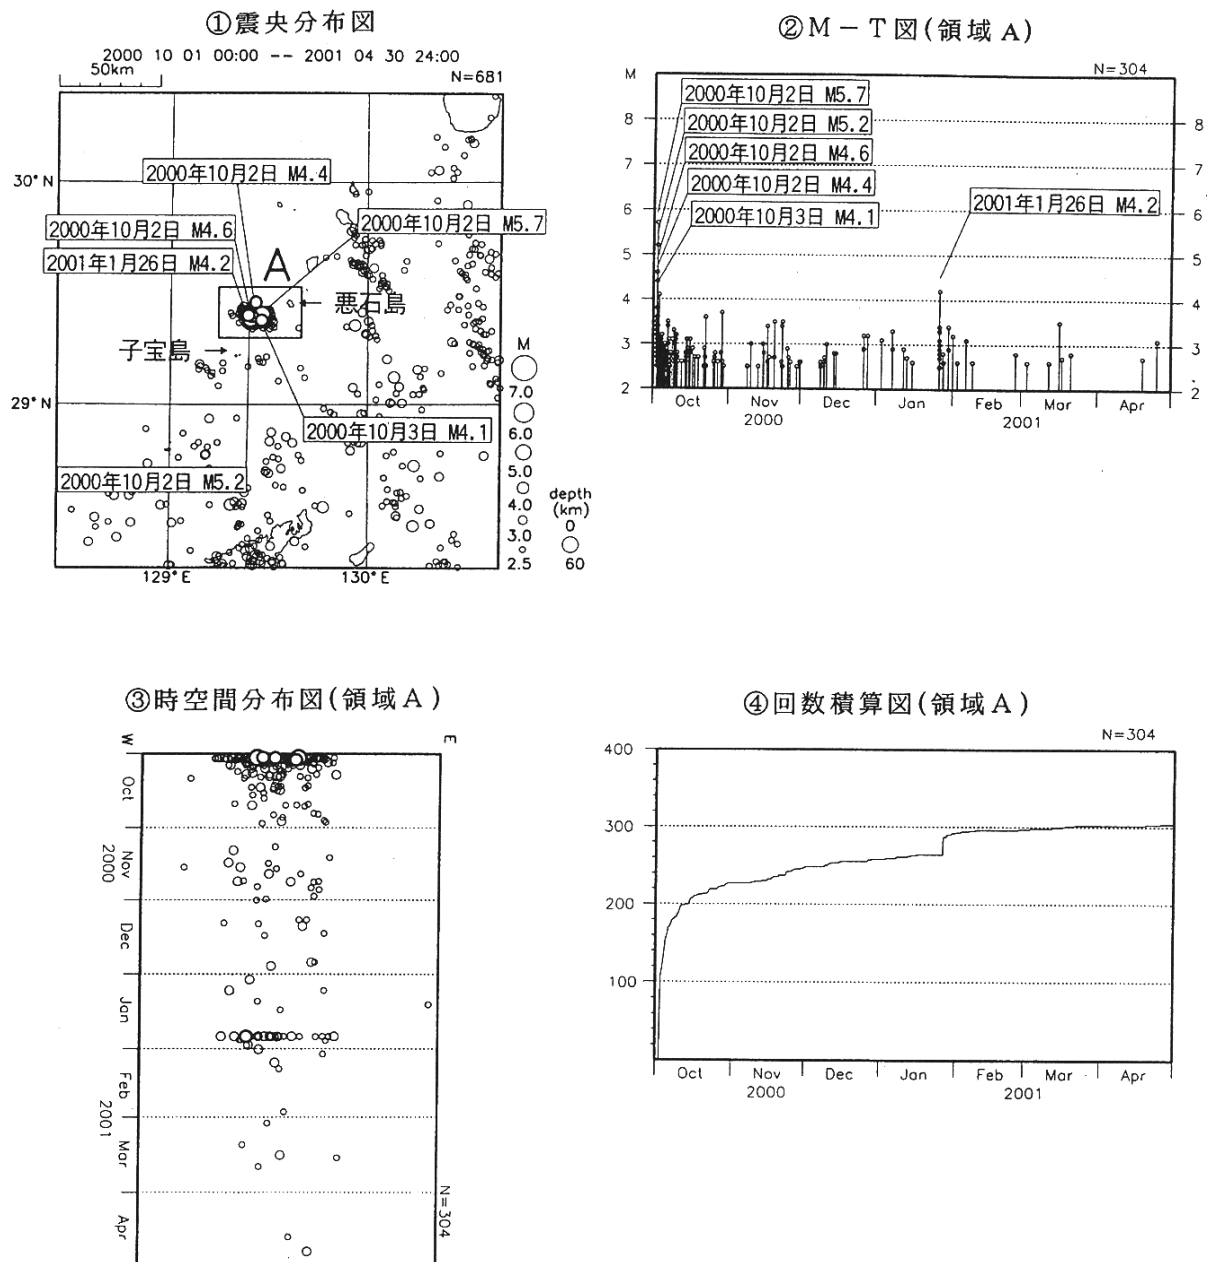 ①震央分布図
2000 10 01 00:00 -- 2001 04 30 24:00
50km
N=681
30°N
29°N
129°E
130°E
2000年10月2日 M4.4
2000年10月2日 M4.6
2000年10月2日 M5.7
2001年1月26日 M4.2
A
悪石島
子宝島
2000年10月3日 M4.1
2000年10月2日 M5.2
M
7.0
6.0
5.0
4.0
3.0
2.5
depth
(km)
0
60
②M－T図(領域A)
N=304
M
2000年10月2日 M5.7
2000年10月2日 M5.2
2000年10月2日 M4.6
2000年10月2日 M4.4
2000年10月3日 M4.1
2001年1月26日 M4.2
8
7
6
5
4
3
2
8
7
6
5
4
3
2
Oct Nov Dec Jan Feb Mar Apr
2000 2001
③時空間分布図(領域A)
W E
Oct
Nov
2000
Dec
Jan
Feb
2001
Mar
Apr
N=304
④回数積算図(領域A)
N=304
400
300
200
100
Oct Nov Dec Jan Feb Mar Apr
2000 2001